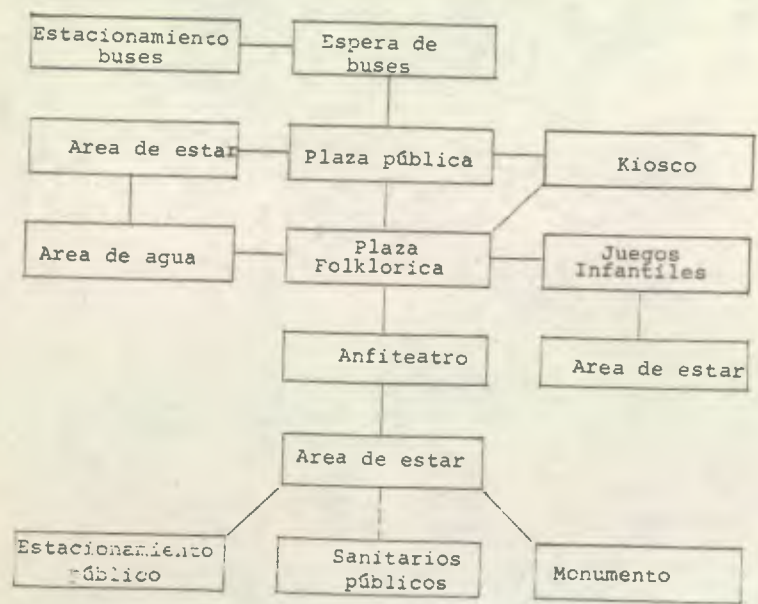 Estacionamiento
buses
Espera de
buses
Area de estar
Plaza pública
Kiosco
Area de agua
Plaza
Folklorica
Juegos
Infantiles
Anfiteatro
Area de estar
Area de estar
Estacionamiento
público
Sanitarios
públicos
Monumento